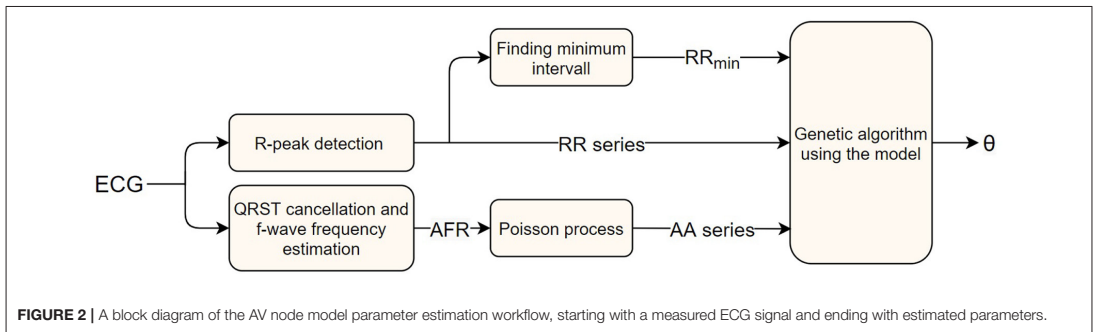 Finding minimum
intervall
RRmin
R-peak detection
RR series
Genetic algorithm
using the model
θ
ECG
QRST cancellation and
f-wave frequency
estimation
AFR
Poisson process
AA series
FIGURE 2 | A block diagram of the AV node model parameter estimation workflow, starting with a measured ECG signal and ending with estimated parameters.